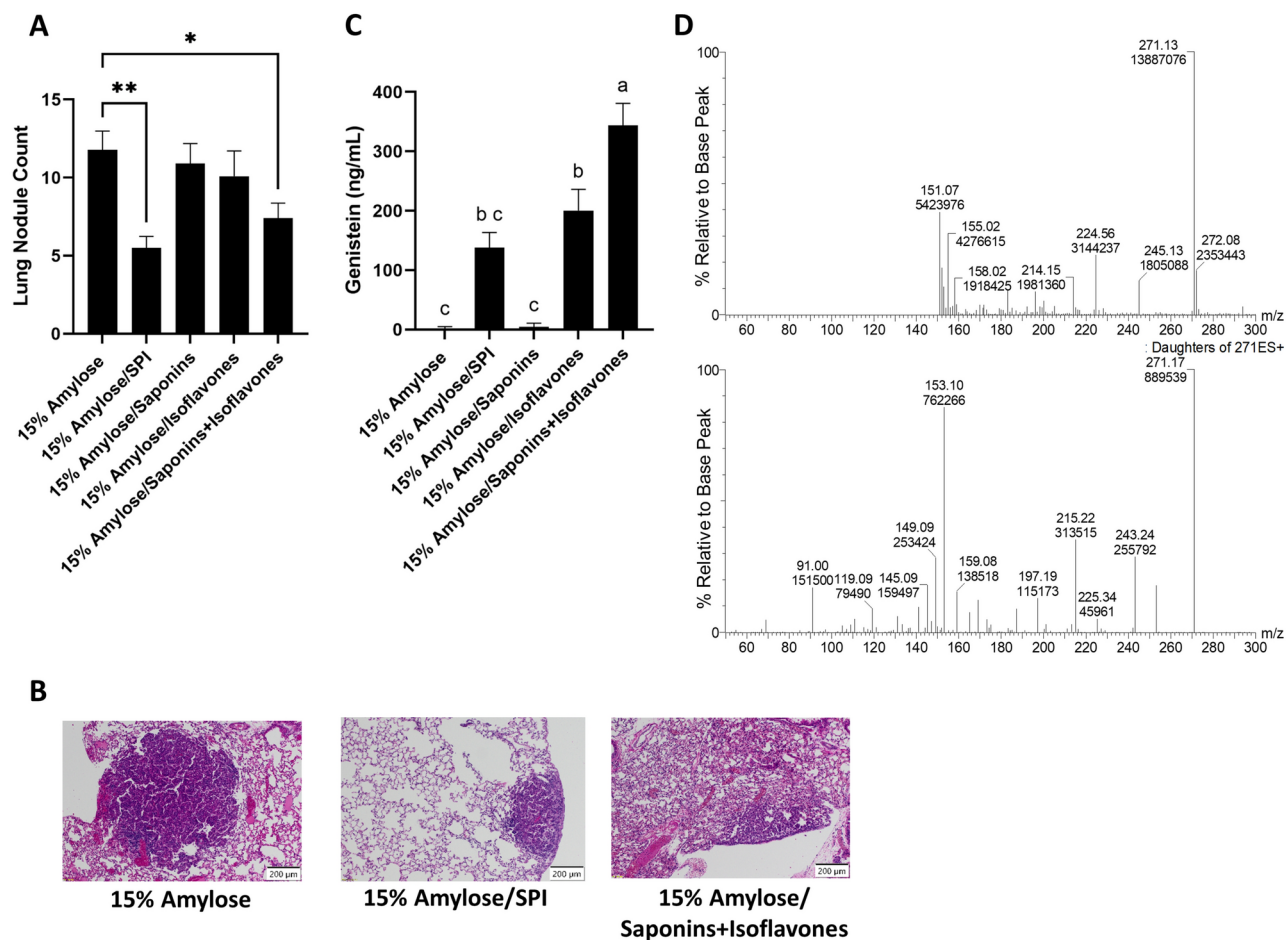 A
*
**
15
10
5
0
Lung Nodule Count
15% Amylose
15% Amylose/SPI
15% Amylose/Saponins
15% Amylose/Isoflavones
15% Amylose/Saponins+Isoflavones
C
400
300
200
100
0
Genistein (ng/mL)
c
b c
c
b
a
15% Amylose
15% Amylose/SPI
15% Amylose/Saponins
15% Amylose/Isoflavones
15% Amylose/Saponins+Isoflavones
D
100
% Relative to Base Peak
0
271.13
13887076
151.07
5423976
155.02
4276615
158.02
1918425
214.15
1981360
224.56
3144237
245.13
1805088
272.08
2353443
60 80 100 120 140 160 180 200 220 240 260 280 300
m/z
: Daughters of 271ES+
100
% Relative to Base Peak
0
271.17
889539
153.10
762266
149.09
253424
91.00
151500
119.09
79490
145.09
159497
159.08
138518
197.19
115173
215.22
313515
225.34
45961
243.24
255792
60 80 100 120 140 160 180 200 220 240 260 280 300
m/z
B
200 µm
200 µm
200 µm
15% Amylose
15% Amylose/SPI
15% Amylose/
Saponins+Isoflavones